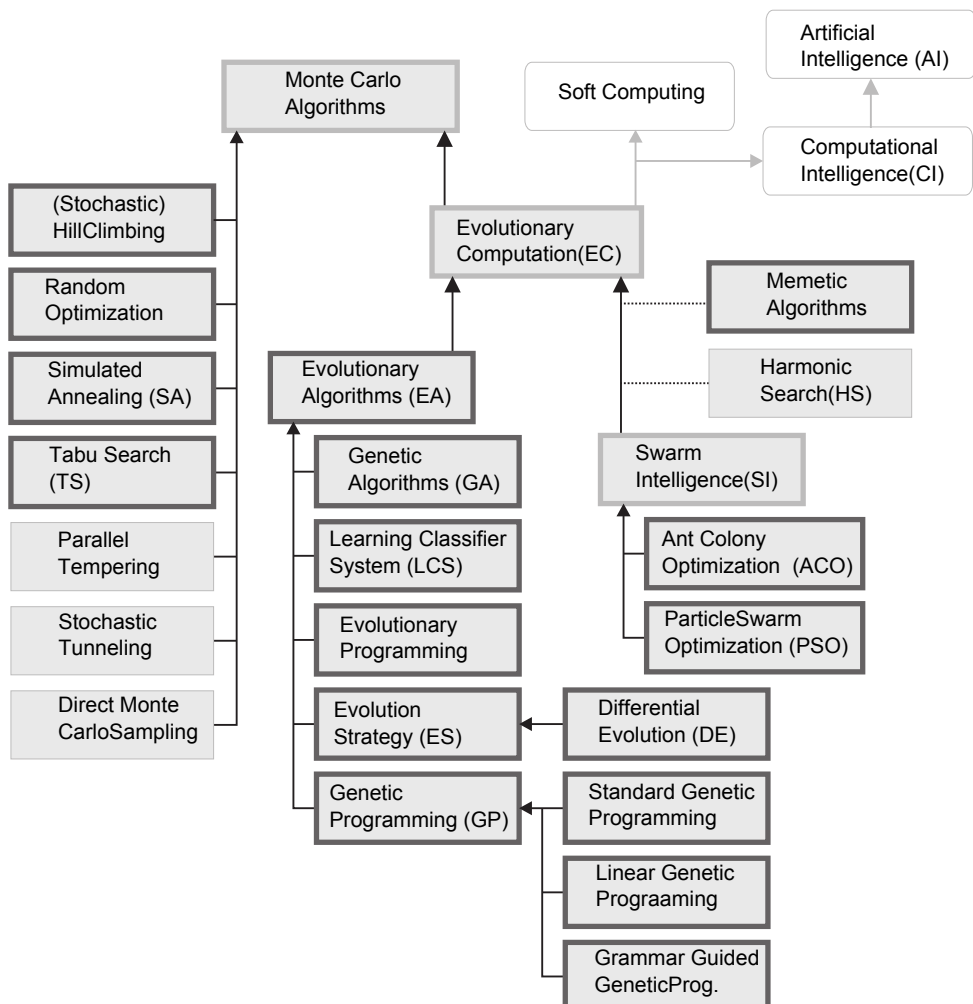 Artificial
Intelligence (AI)
Monte Carlo
Algorithms
Soft Computing
Computational
Intelligence(CI)
(Stochastic)
HillClimbing
Evolutionary
Computation(EC)
Random
Optimization
Memetic
Algorithms
Simulated
Annealing (SA)
Evolutionary
Algorithms (EA)
Harmonic
Search(HS)
Tabu Search
(TS)
Genetic
Algorithms (GA)
Swarm
Intelligence(SI)
Parallel
Tempering
Learning Classifier
System (LCS)
Ant Colony
Optimization (ACO)
Stochastic
Tunneling
Evolutionary
Programming
ParticleSwarm
Optimization (PSO)
Direct Monte
CarloSampling
Evolution
Strategy (ES)
Differential
Evolution (DE)
Genetic
Programming (GP)
Standard Genetic
Programming
Linear Genetic
Prograaming
Grammar Guided
GeneticProg.